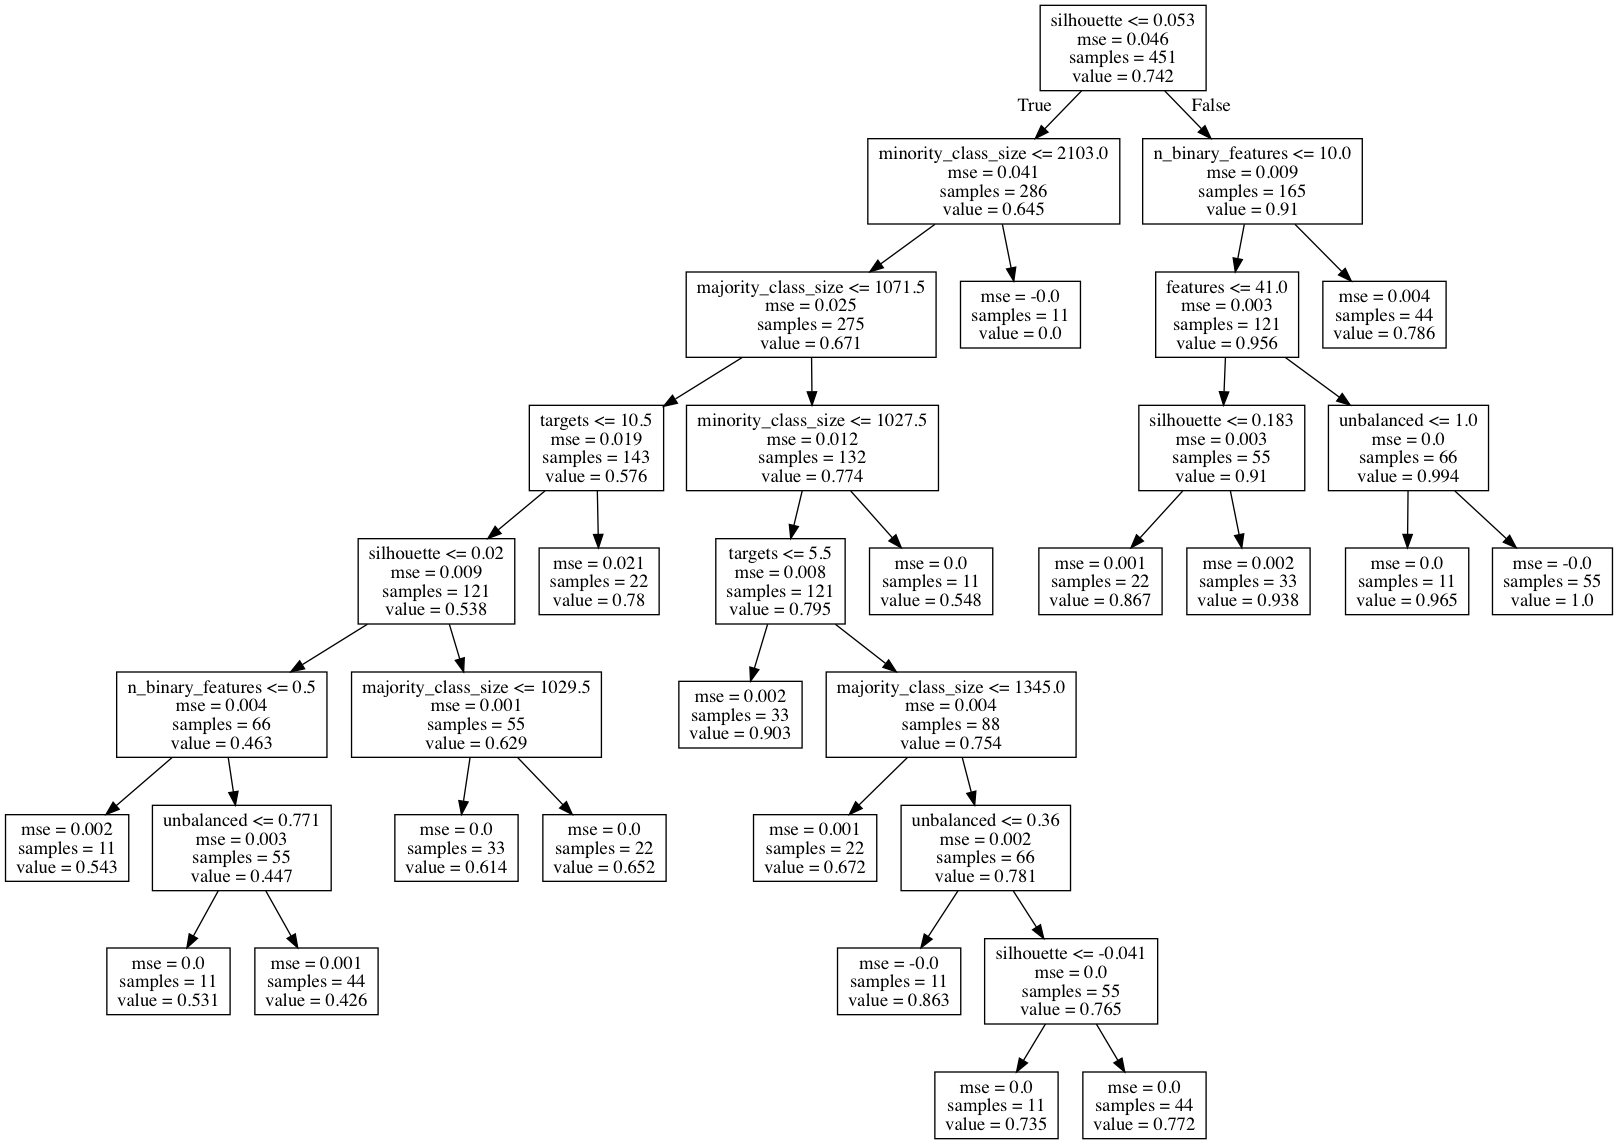 silhouette <= 0.053
mse = 0.046
samples = 451
value = 0.742
True
False
minority_class_size <= 2103.0
mse = 0.041
samples = 286
value = 0.645
n_binary_features <= 10.0
mse = 0.009
samples = 165
value = 0.91
majority_class_size <= 1071.5
mse = 0.025
samples = 275
value = 0.671
mse = -0.0
samples = 11
value = 0.0
features <= 41.0
mse = 0.003
samples = 121
value = 0.956
mse = 0.004
samples = 44
value = 0.786
targets <= 10.5
mse = 0.019
samples = 143
value = 0.576
minority_class_size <= 1027.5
mse = 0.012
samples = 132
value = 0.774
silhouette <= 0.183
mse = 0.003
samples = 55
value = 0.91
unbalanced <= 1.0
mse = 0.0
samples = 66
value = 0.994
silhouette <= 0.02
mse = 0.009
samples = 121
value = 0.538
mse = 0.021
samples = 22
value = 0.78
targets <= 5.5
mse = 0.008
samples = 121
value = 0.795
mse = 0.0
samples = 11
value = 0.548
mse = 0.001
samples = 22
value = 0.867
mse = 0.002
samples = 33
value = 0.938
mse = 0.0
samples = 11
value = 0.965
mse = -0.0
samples = 55
value = 1.0
n_binary_features <= 0.5
mse = 0.004
samples = 66
value = 0.463
majority_class_size <= 1029.5
mse = 0.001
samples = 55
value = 0.629
mse = 0.002
samples = 33
value = 0.903
majority_class_size <= 1345.0
mse = 0.004
samples = 88
value = 0.754
mse = 0.002
samples = 11
value = 0.543
unbalanced <= 0.771
mse = 0.003
samples = 55
value = 0.447
mse = 0.0
samples = 33
value = 0.614
mse = 0.0
samples = 22
value = 0.652
mse = 0.001
samples = 22
value = 0.672
unbalanced <= 0.36
mse = 0.002
samples = 66
value = 0.781
mse = 0.0
samples = 11
value = 0.531
mse = 0.001
samples = 44
value = 0.426
mse = -0.0
samples = 11
value = 0.863
silhouette <= -0.041
mse = 0.0
samples = 55
value = 0.765
mse = 0.0
samples = 11
value = 0.735
mse = 0.0
samples = 44
value = 0.772